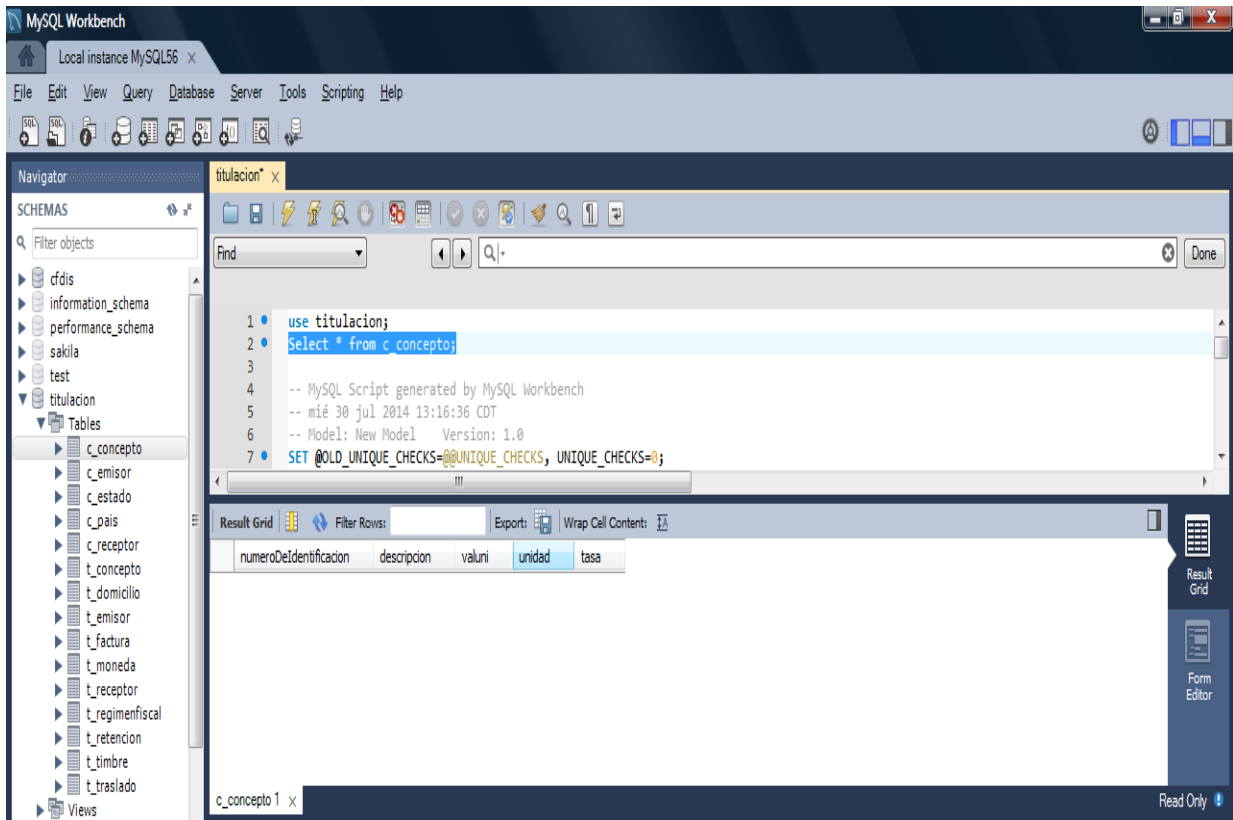 MySQL Workbench
Local instance MySQL56
File Edit View Query Database Server Tools Scripting Help
Navigator
SCHEMAS
Filter objects
cfdis
information_schema
performance_schema
sakila
test
titulacion
Tables
c_concepto
c_emisor
c_estado
c_pais
c_receptor
t_concepto
t_domicilio
t_emisor
t_factura
t_moneda
t_receptor
t_regimenfiscal
t_retencion
t_timbre
t_traslado
Views
titulacion*
Find
Done
1 use titulacion;
2 Select * from c_concepto;
3
4 -- MySQL Script generated by MySQL Workbench
5 -- mié 30 jul 2014 13:16:36 CDT
6 -- Model: New Model Version: 1.0
7 SET @OLD_UNIQUE_CHECKS=@@UNIQUE_CHECKS, UNIQUE_CHECKS=0;
Result Grid Filter Rows: Export: Wrap Cell Content:
numeroDeIdentificacion descripcion valuni unidad tasa
Result
Grid
Form
Editor
c_concepto 1
Read Only